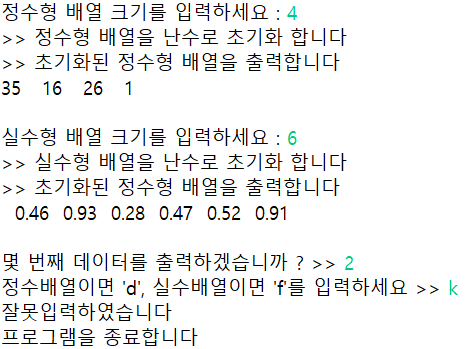 정수형 배열 크기를 입력하세요 : 4
>> 정수형 배열을 난수로 초기화 합니다
>> 초기화된 정수형 배열을 출력합니다
35 16 26 1
실수형 배열 크기를 입력하세요 : 6
>> 실수형 배열을 난수로 초기화 합니다
>> 초기화된 정수형 배열을 출력합니다
0.46 0.93 0.28 0.47 0.52 0.91
몇 번째 데이터를 출력하겠습니까 ? >> 2
정수배열이면 'd', 실수배열이면 'f'를 입력하세요 >> k
잘못입력하였습니다
프로그램을 종료합니다